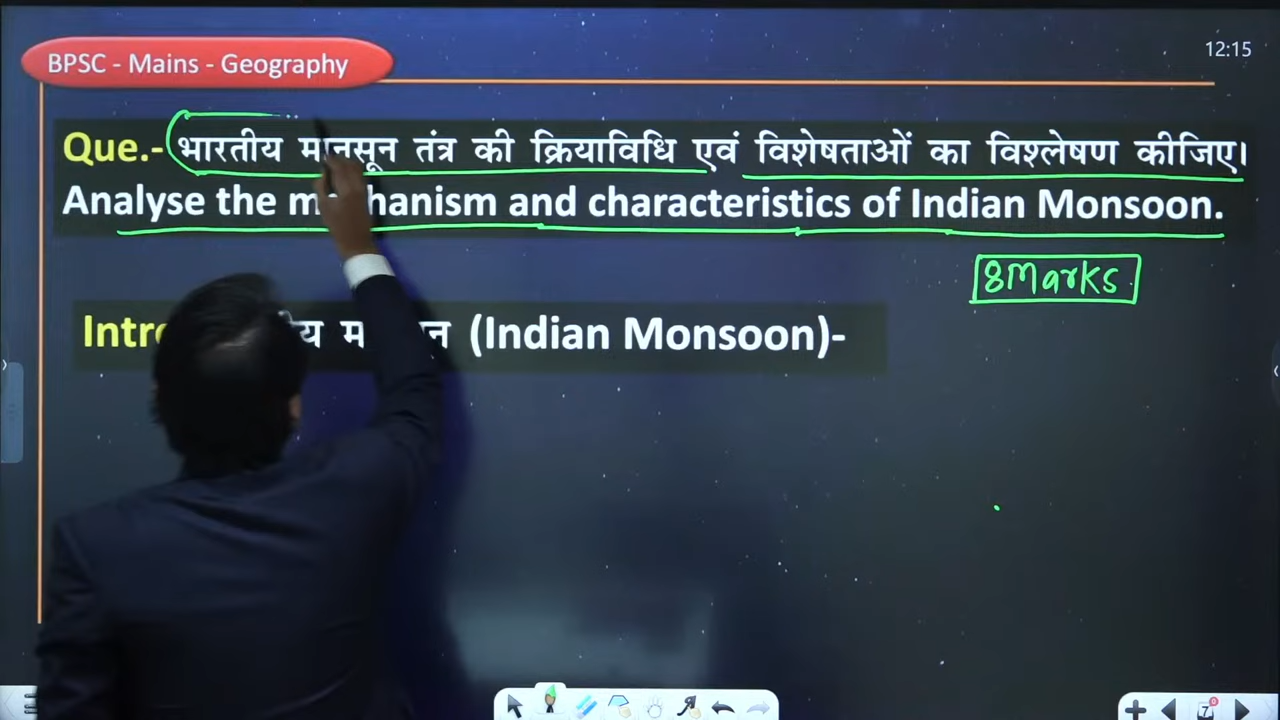 BPSC - Mains - Geography
12:15
Que.- भारतीय मानसून तंत्र की क्रियाविधि एवं विशेषताओं का विश्लेषण कीजिए।
Analyse the mechanism and characteristics of Indian Monsoon.
8Marks
(Indian Monsoon)-